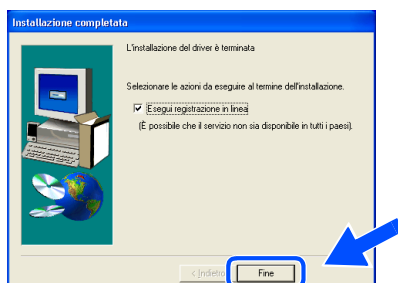 Installazione completata
L'installazione del driver è terminata
Selezionare le azioni da eseguire al termine dell'installazione.
Esegui registrazione in linea
(È possibile che il servizio non sia disponibile in tutti i paesi).
< Indietro
Fine